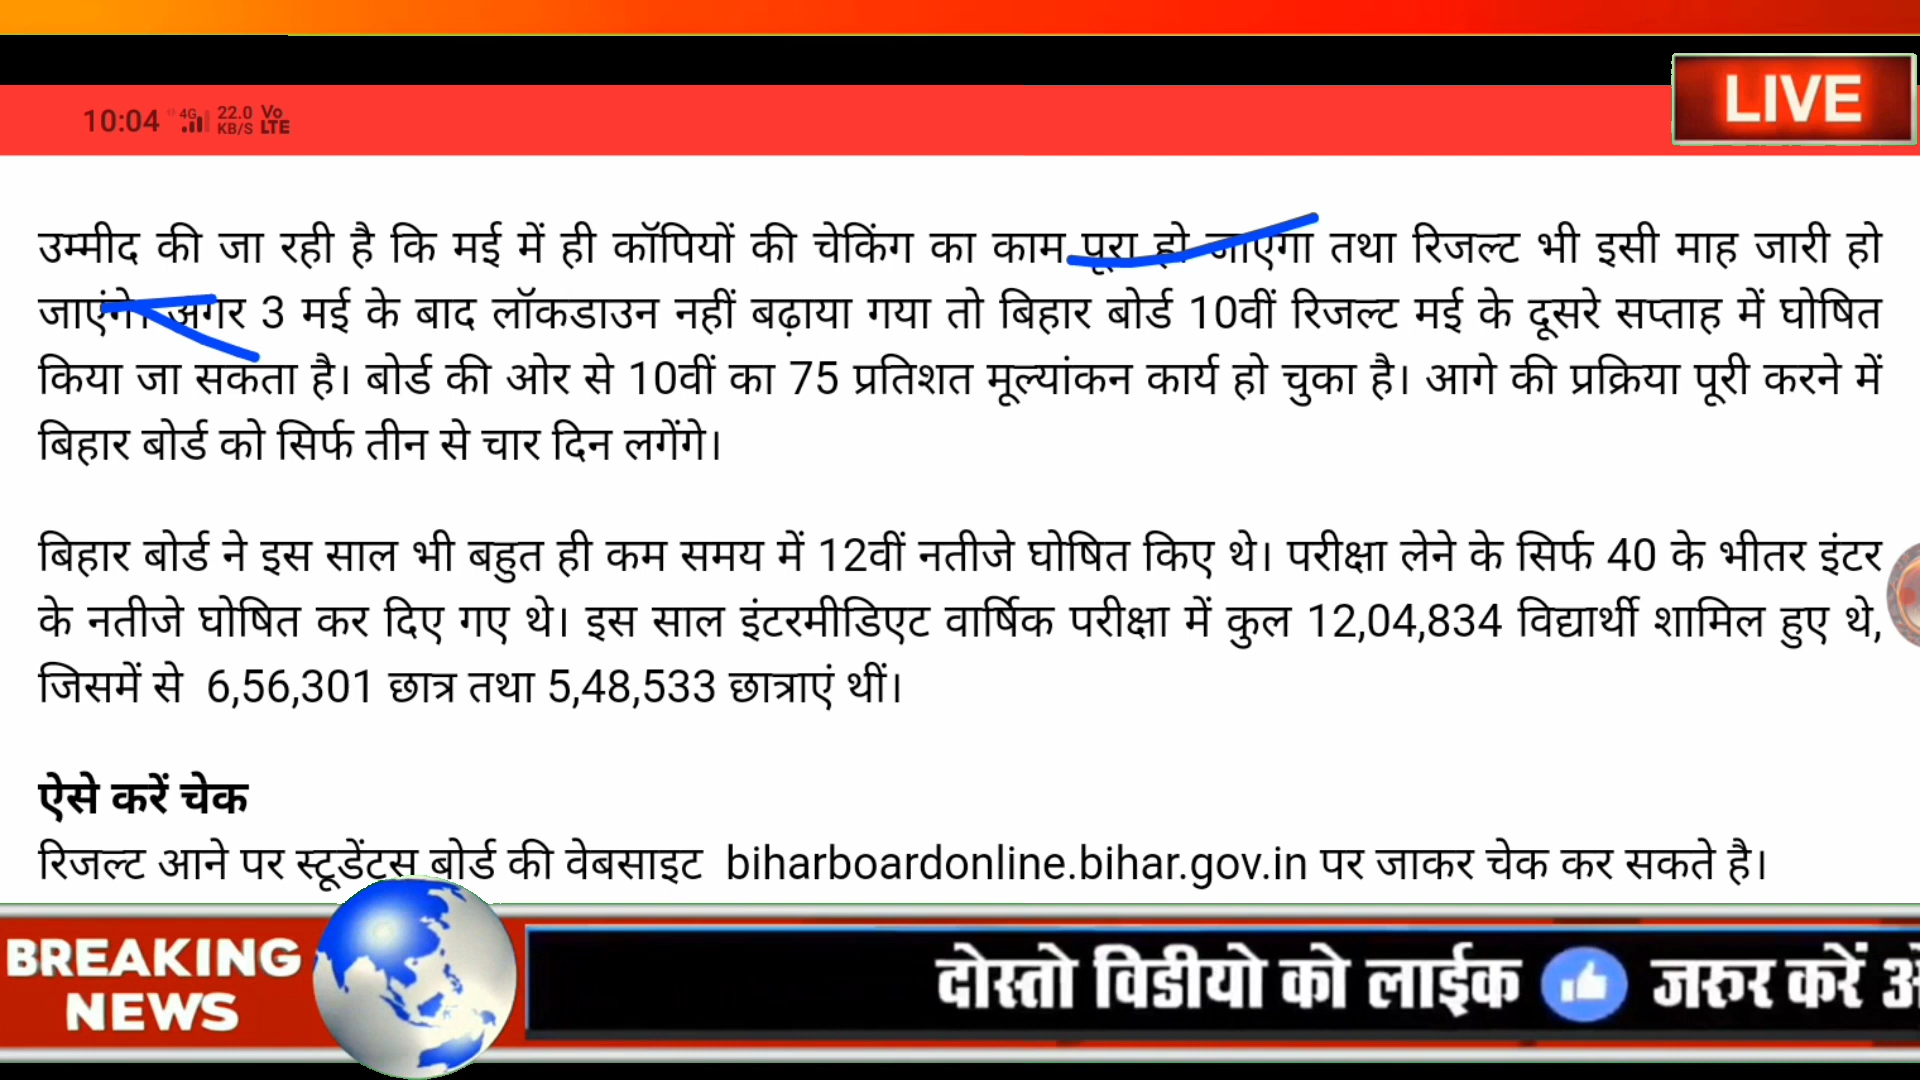 LIVE
10:04 4G 22.0 KB/S Vo LTE
उम्मीद की जा रही है कि मई में ही कॉपियों की चेकिंग का काम पूरा हो जाएगा तथा रिजल्ट भी इसी माह जारी हो
जाएंगे। अगर 3 मई के बाद लॉकडाउन नहीं बढ़ाया गया तो बिहार बोर्ड 10वीं रिजल्ट मई के दूसरे सप्ताह में घोषित
किया जा सकता है। बोर्ड की ओर से 10वीं का 75 प्रतिशत मूल्यांकन कार्य हो चुका है। आगे की प्रक्रिया पूरी करने में
बिहार बोर्ड को सिर्फ तीन से चार दिन लगेंगे।
बिहार बोर्ड ने इस साल भी बहुत ही कम समय में 12वीं नतीजे घोषित किए थे। परीक्षा लेने के सिर्फ 40 के भीतर इंटर
के नतीजे घोषित कर दिए गए थे। इस साल इंटरमीडिएट वार्षिक परीक्षा में कुल 12,04,834 विद्यार्थी शामिल हुए थे,
जिसमें से 6,56,301 छात्र तथा 5,48,533 छात्राएं थीं।
ऐसे करें चेक
रिजल्ट आने पर स्टूडेंट्स बोर्ड की वेबसाइट biharboardonline.bihar.gov.in पर जाकर चेक कर सकते है।
BREAKING
NEWS
दोस्तो विडीयो को लाईक जरुर करें